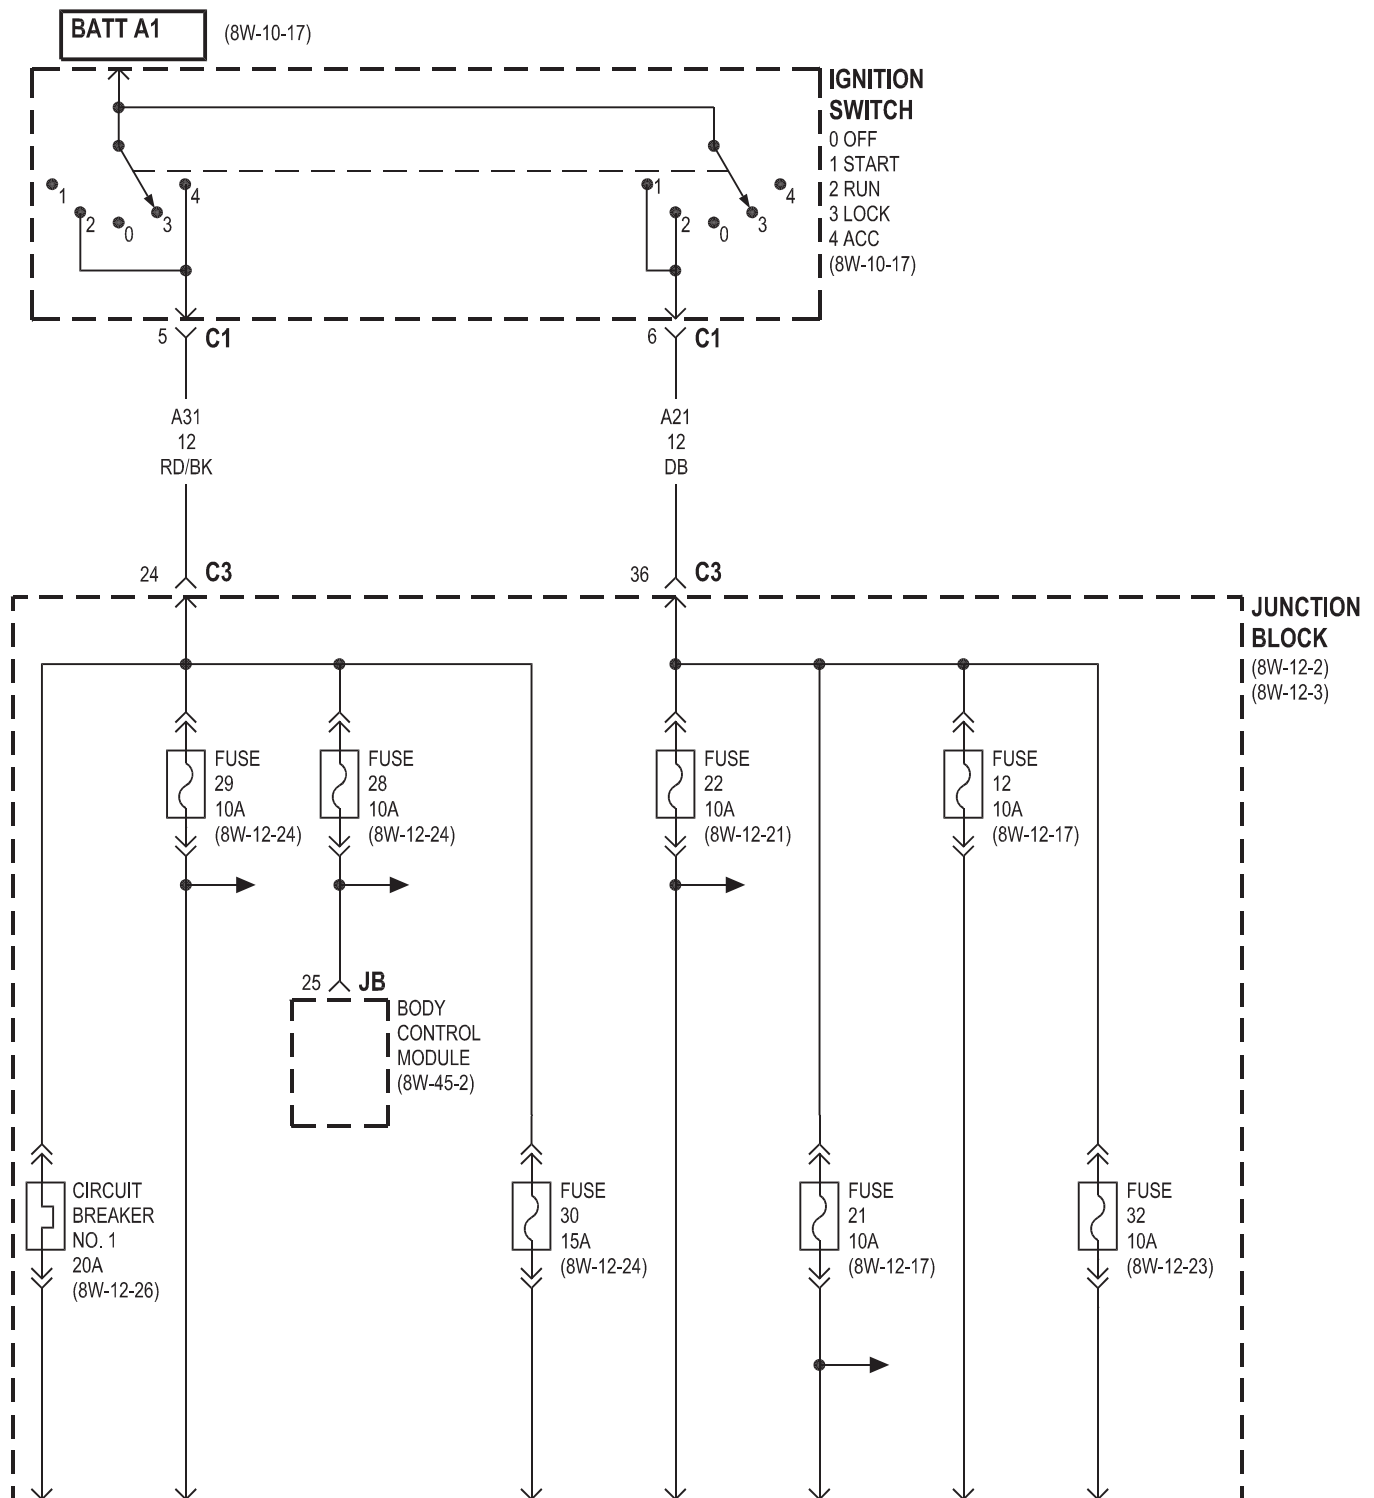 BATT A1
(8W-10-17)
IGNITION
SWITCH
0 OFF
1 START
2 RUN
3 LOCK
4 ACC
(8W-10-17)
1
2
0
3
4
1
2
0
3
4
5
C1
6
C1
A31
12
RD/BK
A21
12
DB
24
C3
36
C3
JUNCTION
BLOCK
(8W-12-2)
(8W-12-3)
FUSE
29
10A
(8W-12-24)
FUSE
28
10A
(8W-12-24)
FUSE
22
10A
(8W-12-21)
FUSE
12
10A
(8W-12-17)
25
JB
BODY
CONTROL
MODULE
(8W-45-2)
CIRCUIT
BREAKER
NO. 1
20A
(8W-12-26)
FUSE
30
15A
(8W-12-24)
FUSE
21
10A
(8W-12-17)
FUSE
32
10A
(8W-12-23)